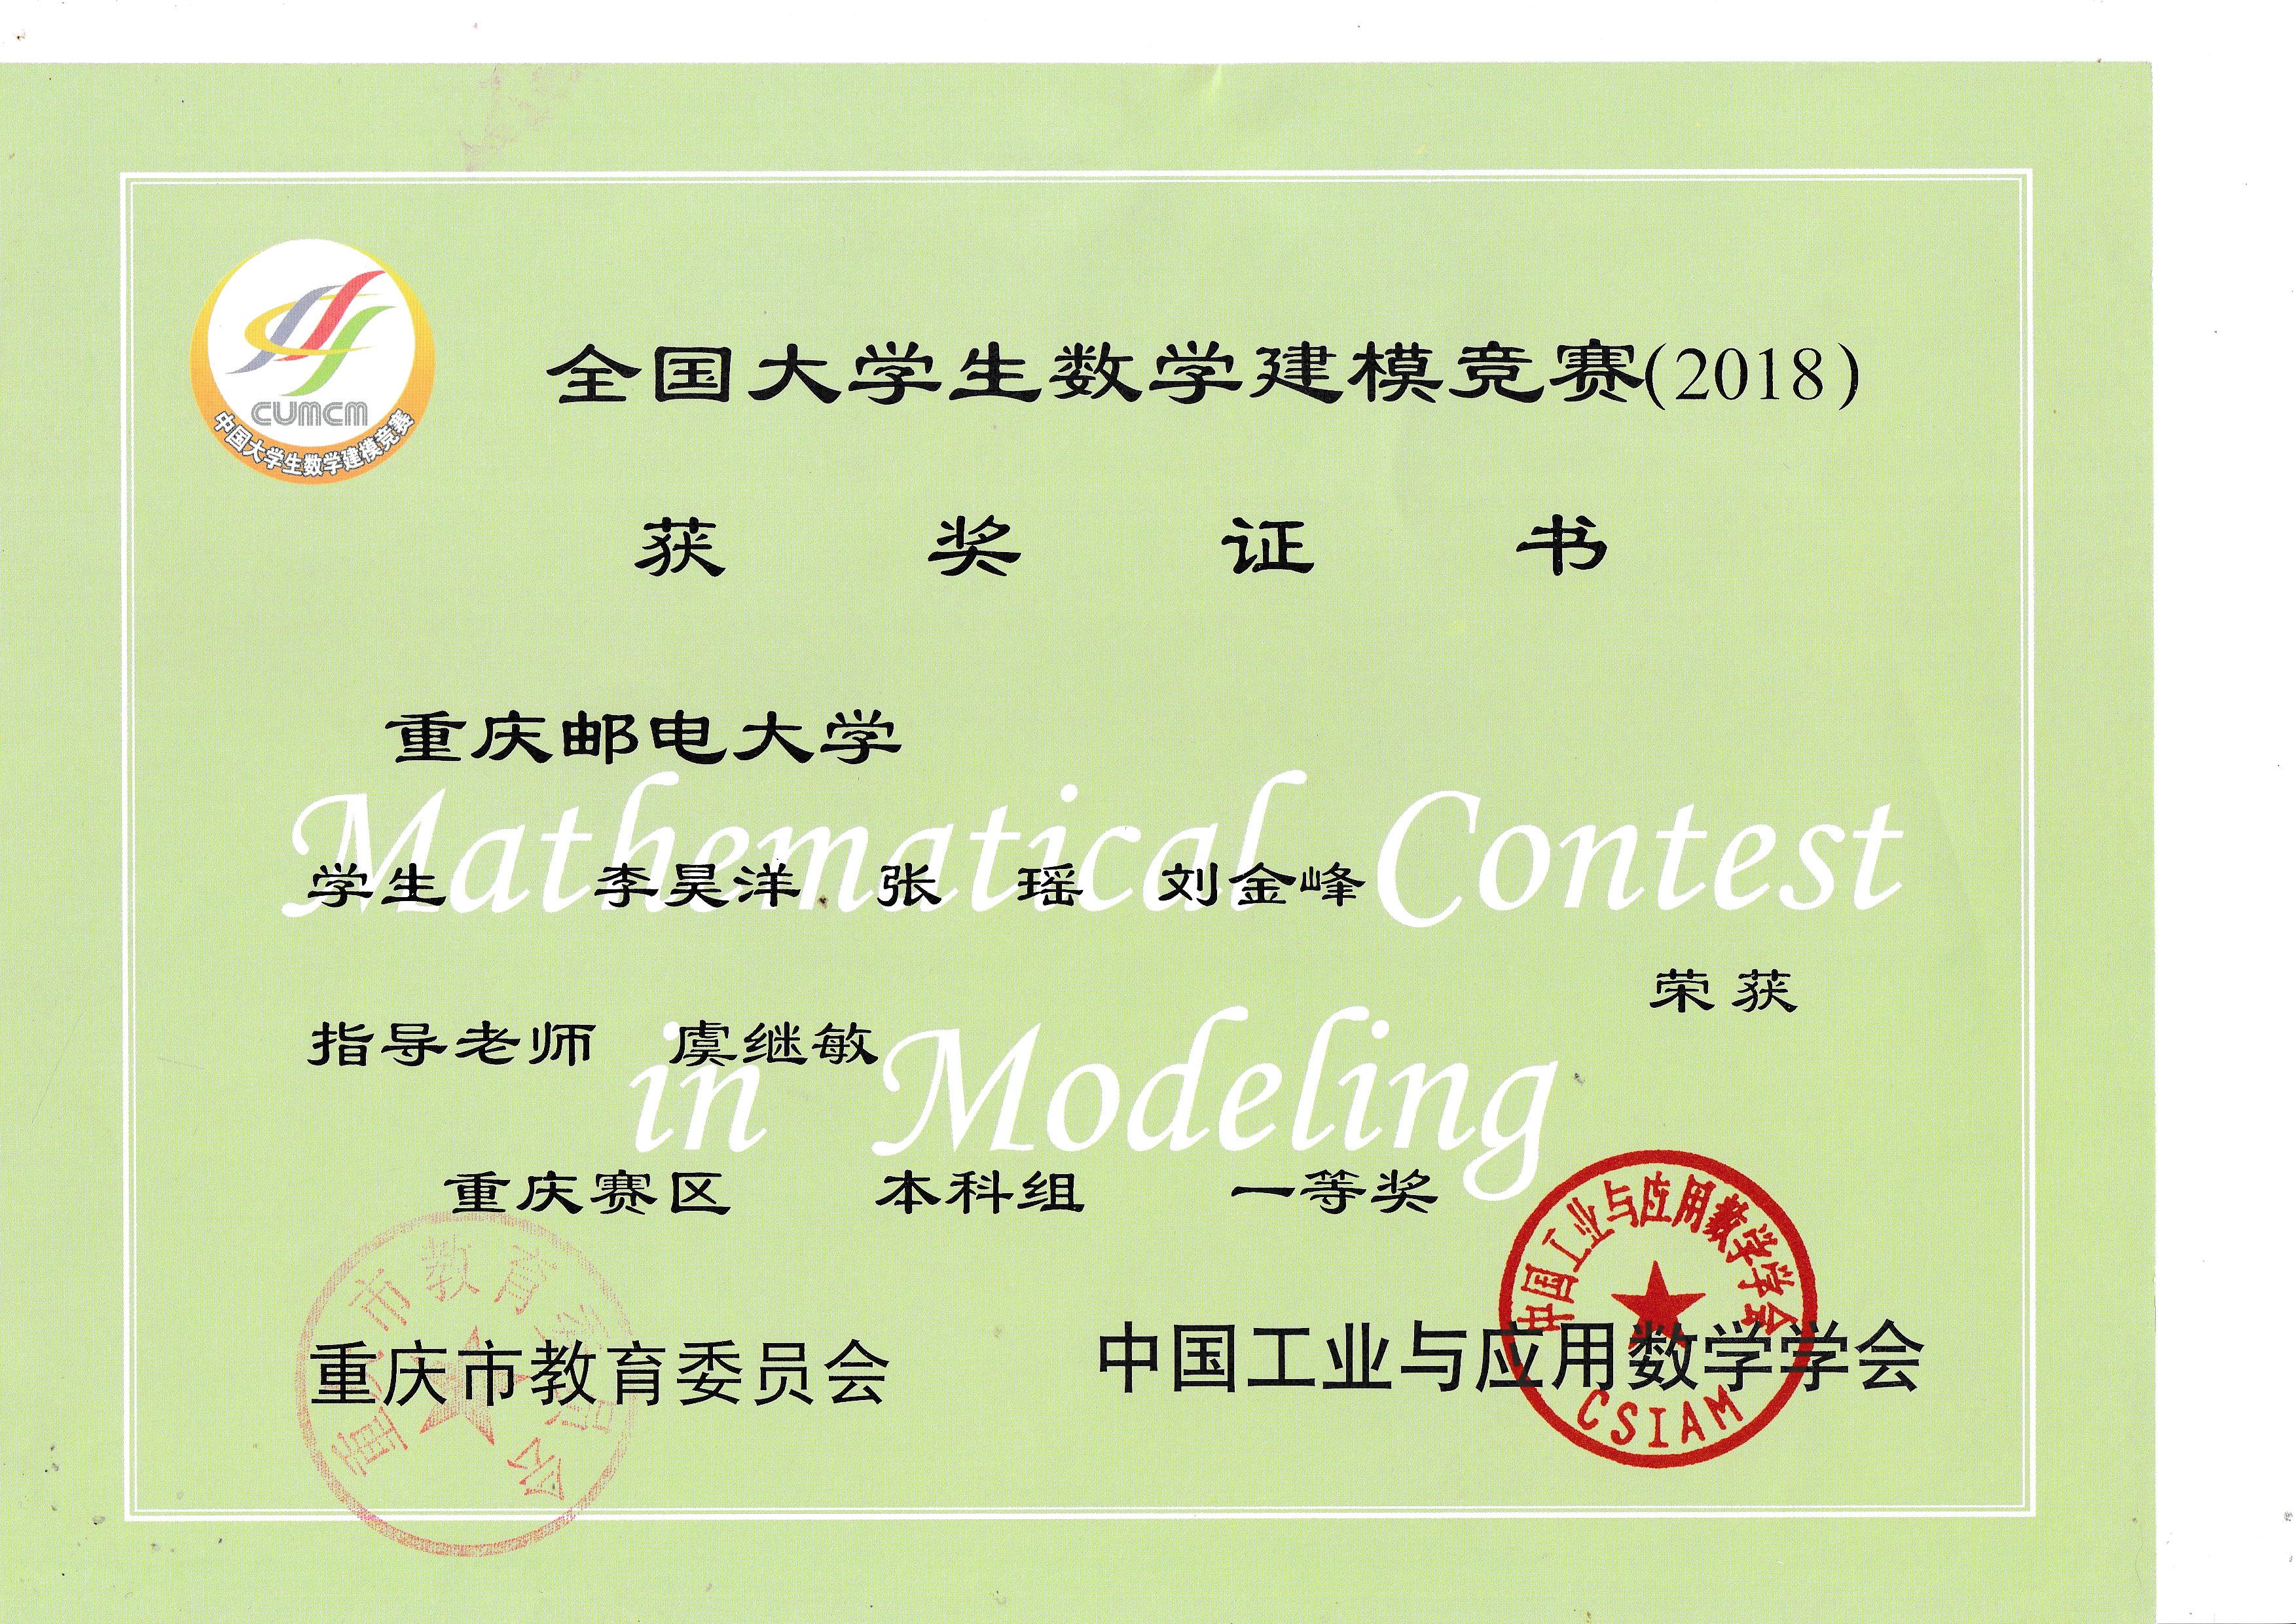 CUMCM
中国大学生数学建模竞赛
全国大学生数学建模竞赛(2018)
获 奖 证 书
重庆邮电大学
Mathematical Contest
学生 李昊洋 张 瑶 刘金峰
荣 获
指导老师 虞继敏
in Modeling
重庆赛区 本科组 一等奖
重庆市教育委员会
重庆市教育委员会
中国工业与应用数学学会
中国工业与应用数学学会
CSIAM